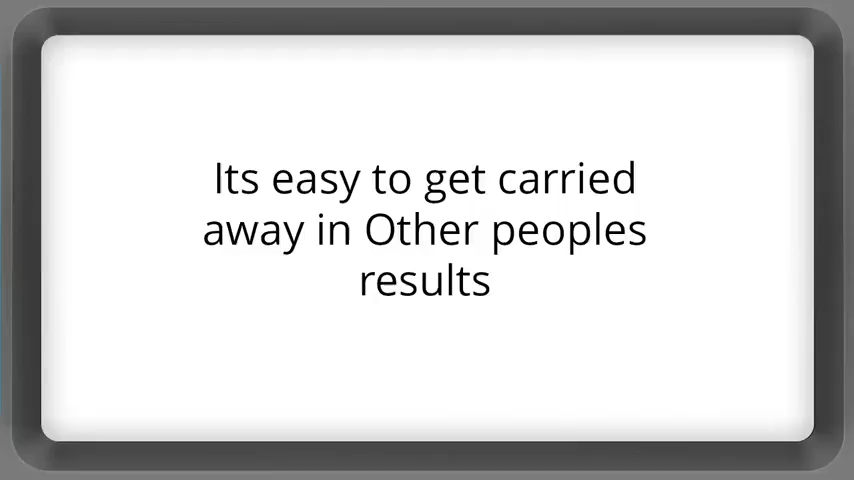 Its easy to get carried
away in Other peoples
results